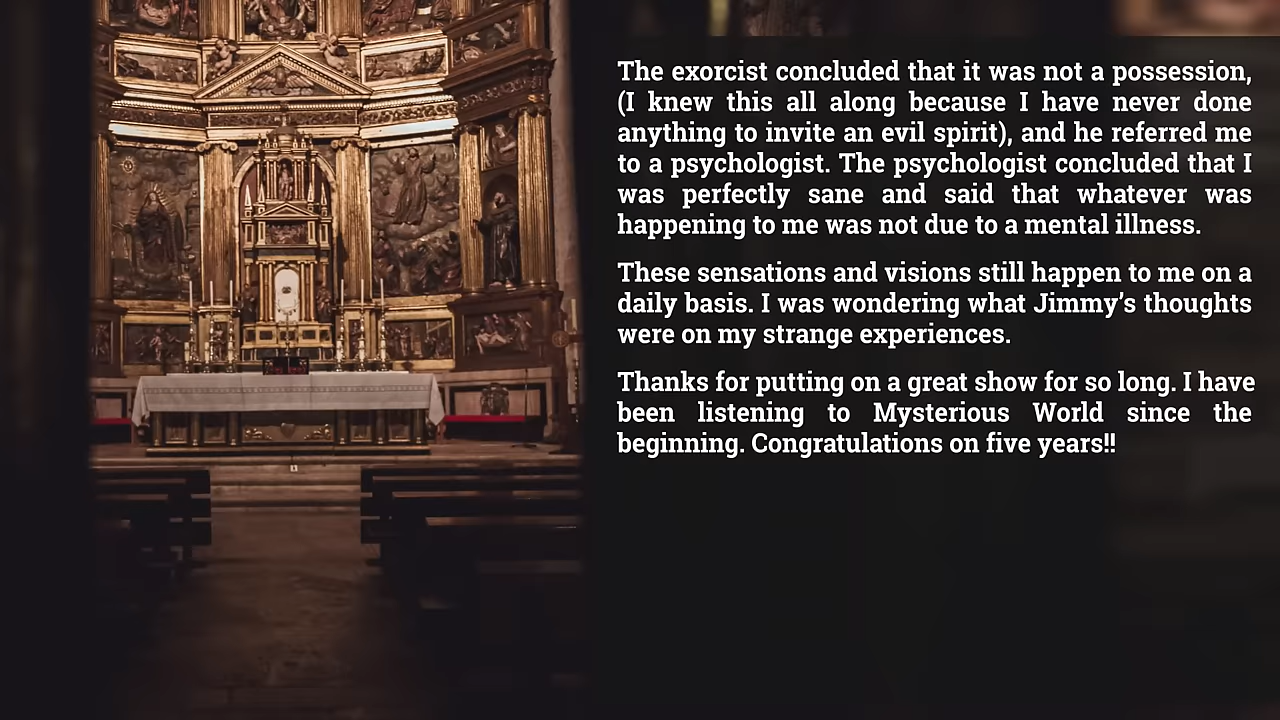 The exorcist concluded that it was not a possession,
(I knew this all along because I have never done
anything to invite an evil spirit), and he referred me
to a psychologist. The psychologist concluded that I
was perfectly sane and said that whatever was
happening to me was not due to a mental illness.
These sensations and visions still happen to me on a
daily basis. I was wondering what Jimmy’s thoughts
were on my strange experiences.
Thanks for putting on a great show for so long. I have
been listening to Mysterious World since the
beginning. Congratulations on five years!!